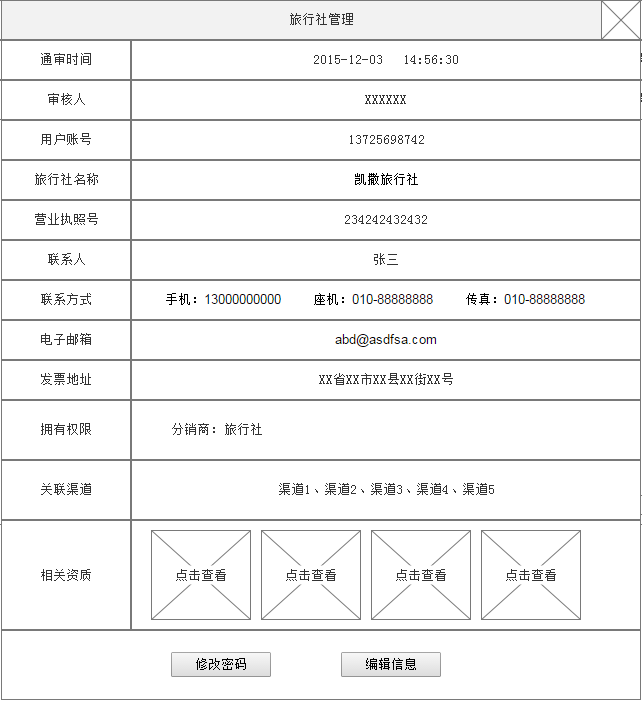 旅行社管理
通审时间 2015-12-03 14:56:30
审核人 XXXXXX
用户账号 13725698742
旅行社名称 凯撒旅行社
营业执照号 234242432432
联系人 张三
联系方式 手机：13000000000 座机：010-88888888 传真：010-88888888
电子邮箱 abd@asdfsa.com
发票地址 XX省XX市XX县XX街XX号
拥有权限 分销商：旅行社
关联渠道 渠道1、渠道2、渠道3、渠道4、渠道5
相关资质 点击查看 点击查看 点击查看 点击查看
修改密码 编辑信息